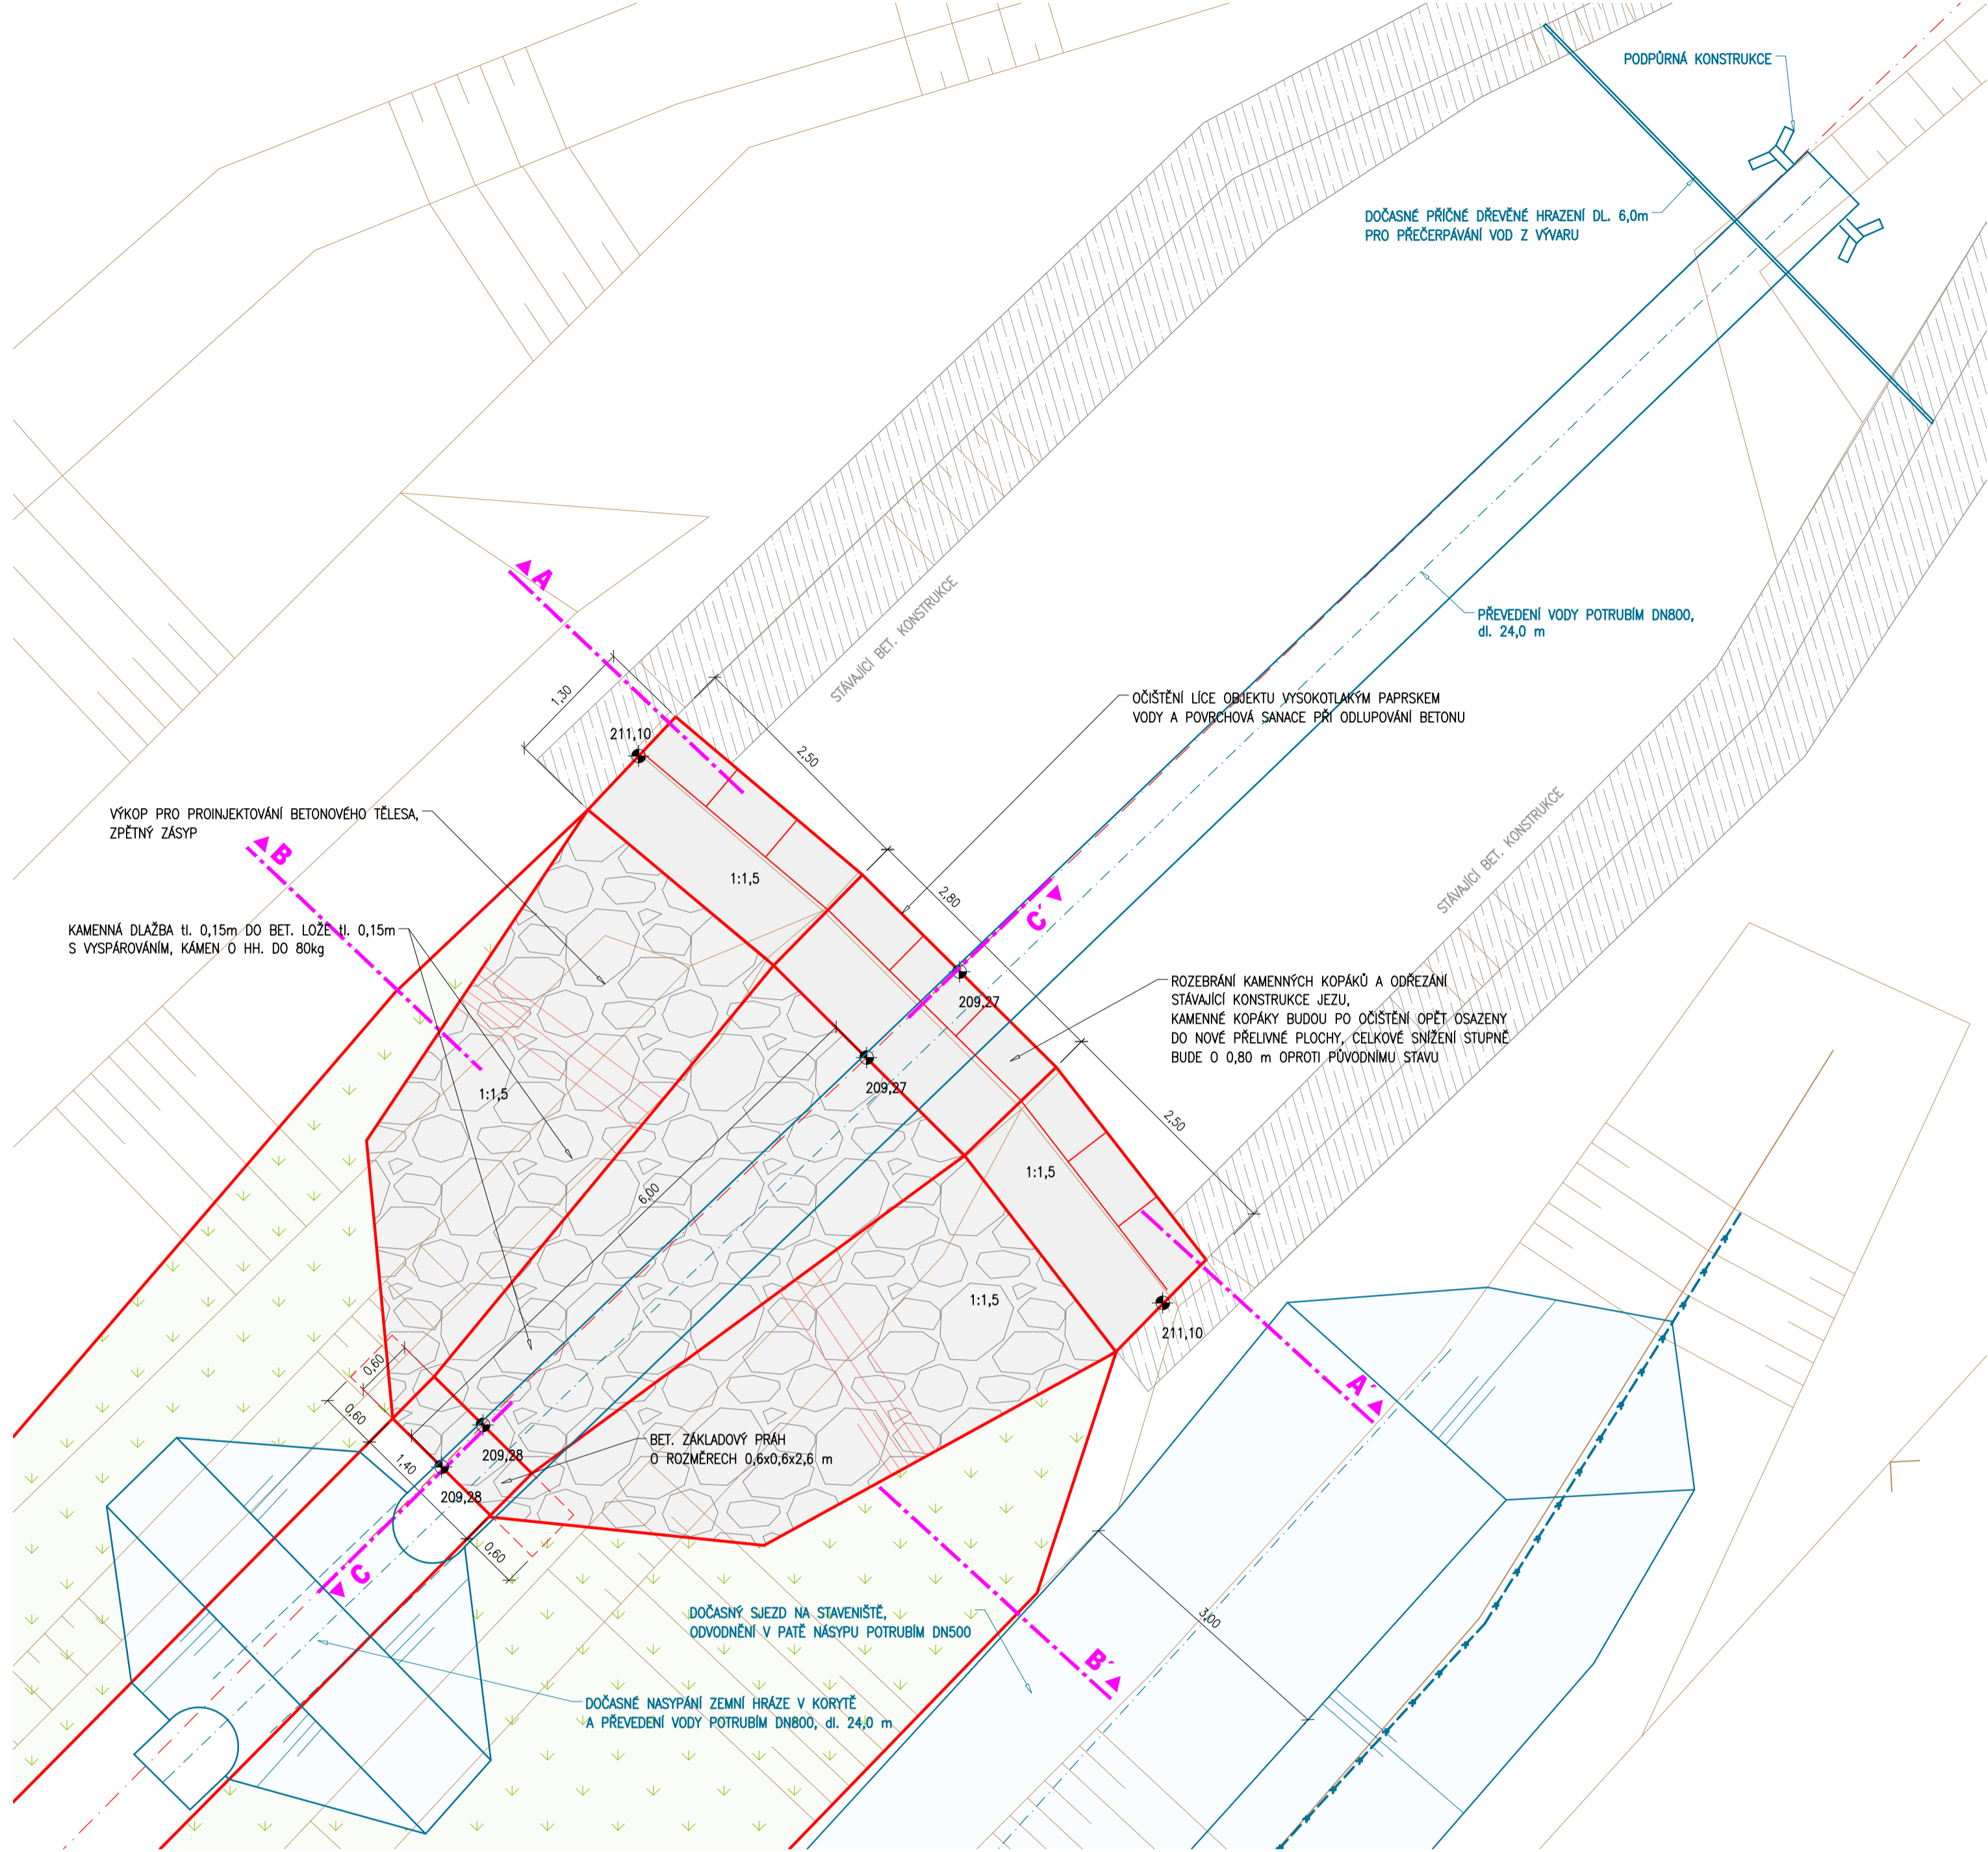 PODPŮRNÁ KONSTRUKCE
DOČASNÉ PŘÍČNÉ DŘEVĚNÉ HRAZENÍ DL. 6,0m
PRO PŘEČERPÁVÁNÍ VOD Z VÝVARU
A
STÁVAJÍCÍ BET. KONSTRUKCE
PŘEVEDENÍ VODY POTRUBÍM DN800,
dl. 24,0 m
1,30
OČIŠTĚNÍ LÍCE OBJEKTU VYSOKOTLAKÝM PAPRSKEM
VODY A POVRCHOVÁ SANACE PŘI ODLUPOVÁNÍ BETONU
211,10
2,50
VÝKOP PRO PROINJEKTOVÁNÍ BETONOVÉHO TĚLESA,
ZPĚTNÝ ZÁSYP
B
1:1,5
2,80
STÁVAJÍCÍ BET. KONSTRUKCE
C´
KAMENNÁ DLAŽBA tl. 0,15m DO BET. LOŽE tl. 0,15m
S VYSPÁROVÁNÍM, KÁMEN O HH. DO 80kg
209,27
ROZEBRÁNÍ KAMENNÝCH KOPÁKŮ A ODŘEZÁNÍ
STÁVAJÍCÍ KONSTRUKCE JEZU,
KAMENNÉ KOPÁKY BUDOU PO OČIŠTĚNÍ OPĚT OSAZENY
DO NOVÉ PŘELIVNÉ PLOCHY, CELKOVÉ SNÍŽENÍ STUPNĚ
BUDE O 0,80 m OPROTI PŮVODNÍMU STAVU
209,27
1:1,5
2,50
1:1,5
6,00
1:1,5
211,10
0,60
A´
0,60
1,40
BET. ZÁKLADOVÝ PRÁH
O ROZMĚRECH 0,6x0,6x2,6 m
209,28
209,28
0,60
C
DOČASNÝ SJEZD NA STAVENIŠTĚ,
ODVODNĚNÍ V PATĚ NÁSYPU POTRUBÍM DN500
3,00
B´
DOČASNÉ NASYPÁNÍ ZEMNÍ HRÁZE V KORYTĚ
A PŘEVEDENÍ VODY POTRUBÍM DN800, dl. 24,0 m